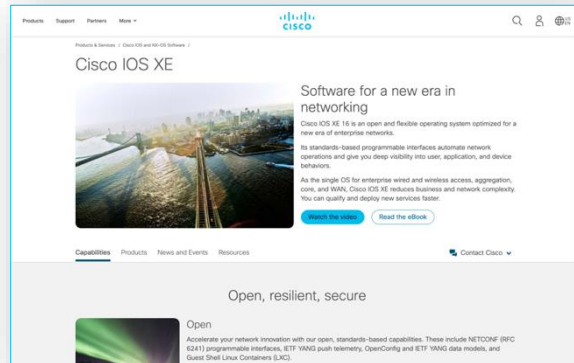 Products Support Partners More
CISCO
US
EN
Products & Services / Cisco IOS and NX-OS Software /
Cisco IOS XE
Software for a new era in
networking
Cisco IOS XE 16 is an open and flexible operating system optimized for a
new era of enterprise networks.
Its standards-based programmable interfaces automate network
operations and give you deep visibility into user, application, and device
behaviors.
As the single OS for enterprise wired and wireless access, aggregation,
core, and WAN, Cisco IOS XE reduces business and network complexity.
You can qualify and deploy new services faster.
Watch the video Read the eBook
Capabilities Products News and Events Resources Contact Cisco
Open, resilient, secure
Open
Accelerate your network innovation with our open, standards-based capabilities. These include NETCONF (RFC
6241) programmable interfaces, IETF YANG push telemetry, OpenConfig and IETF YANG data models, and
Guest Shell Linux Containers (LXC).